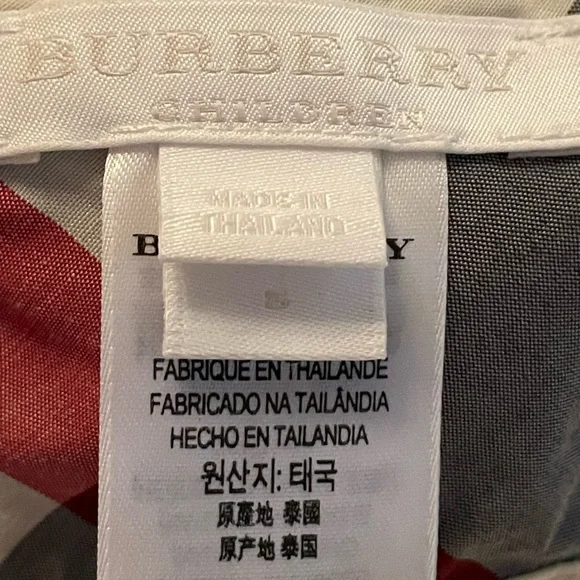 BURBERRY
CHILDREN
MADE IN
THAILAND
B
Y
FABRIQUE EN THAILANDE
FABRICADO NA TAILÂNDIA
HECHO EN TAILANDIA
원산지: 태국
原產地 泰國
原产地 泰国